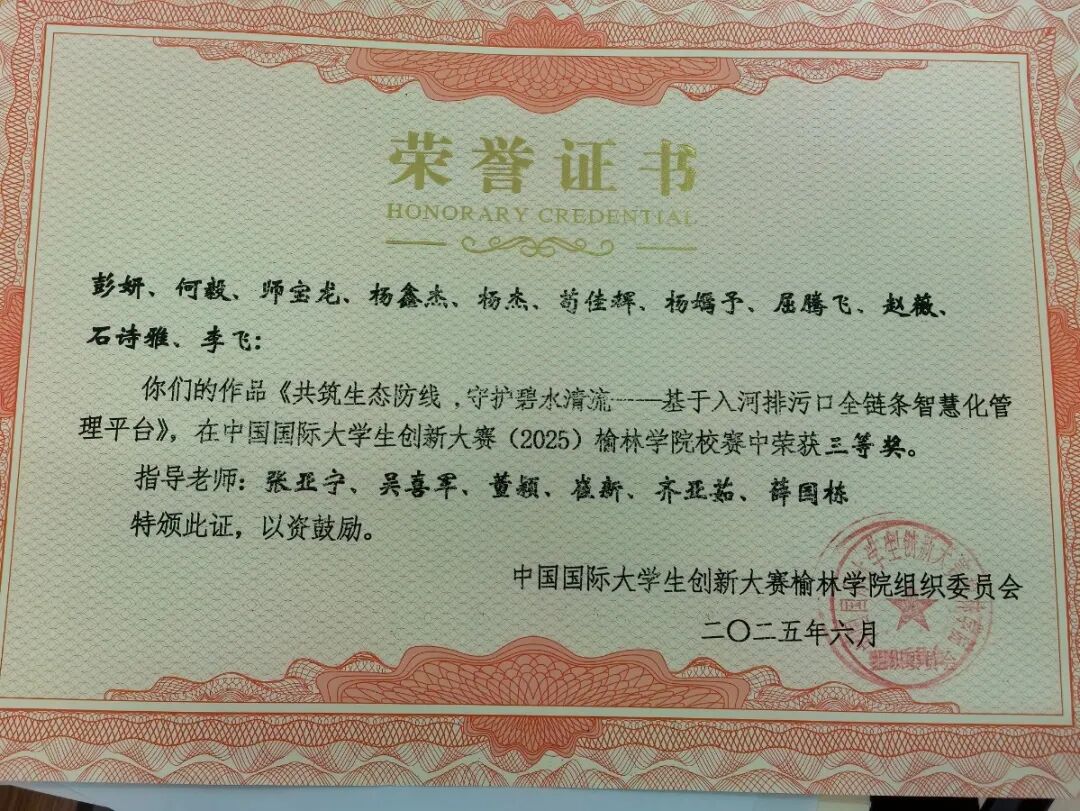 荣誉证书
HONORARY CREDENTIAL
彭妍、何毅、师宝龙、杨鑫杰、杨杰、苟佳辉、杨嫣予、屈腾飞、赵薇、
石诗雅、李飞:
你们的作品《共筑生态防线,守护碧水清流——基于入河排污口全链条智慧化管
理平台》,在中国国际大学生创新大赛(2025)榆林学院校赛中荣获三等奖。
指导老师:张亚宁、吴喜军、董颖、崔新、齐亚茹、薛国栋
特颁此证,以资鼓励。
中国国际大学生创新大赛榆林学院组织委员会
二〇二五年六月